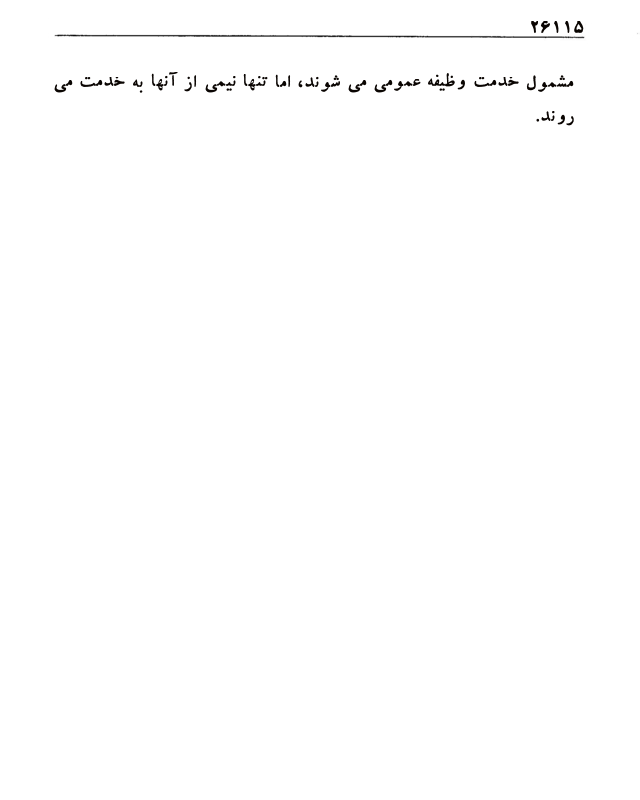 ۲۶۱۱۵
مشمول خدمت وظیفه عمومی می شوند، اما تنها نیمی از آنها به خدمت می
روند.